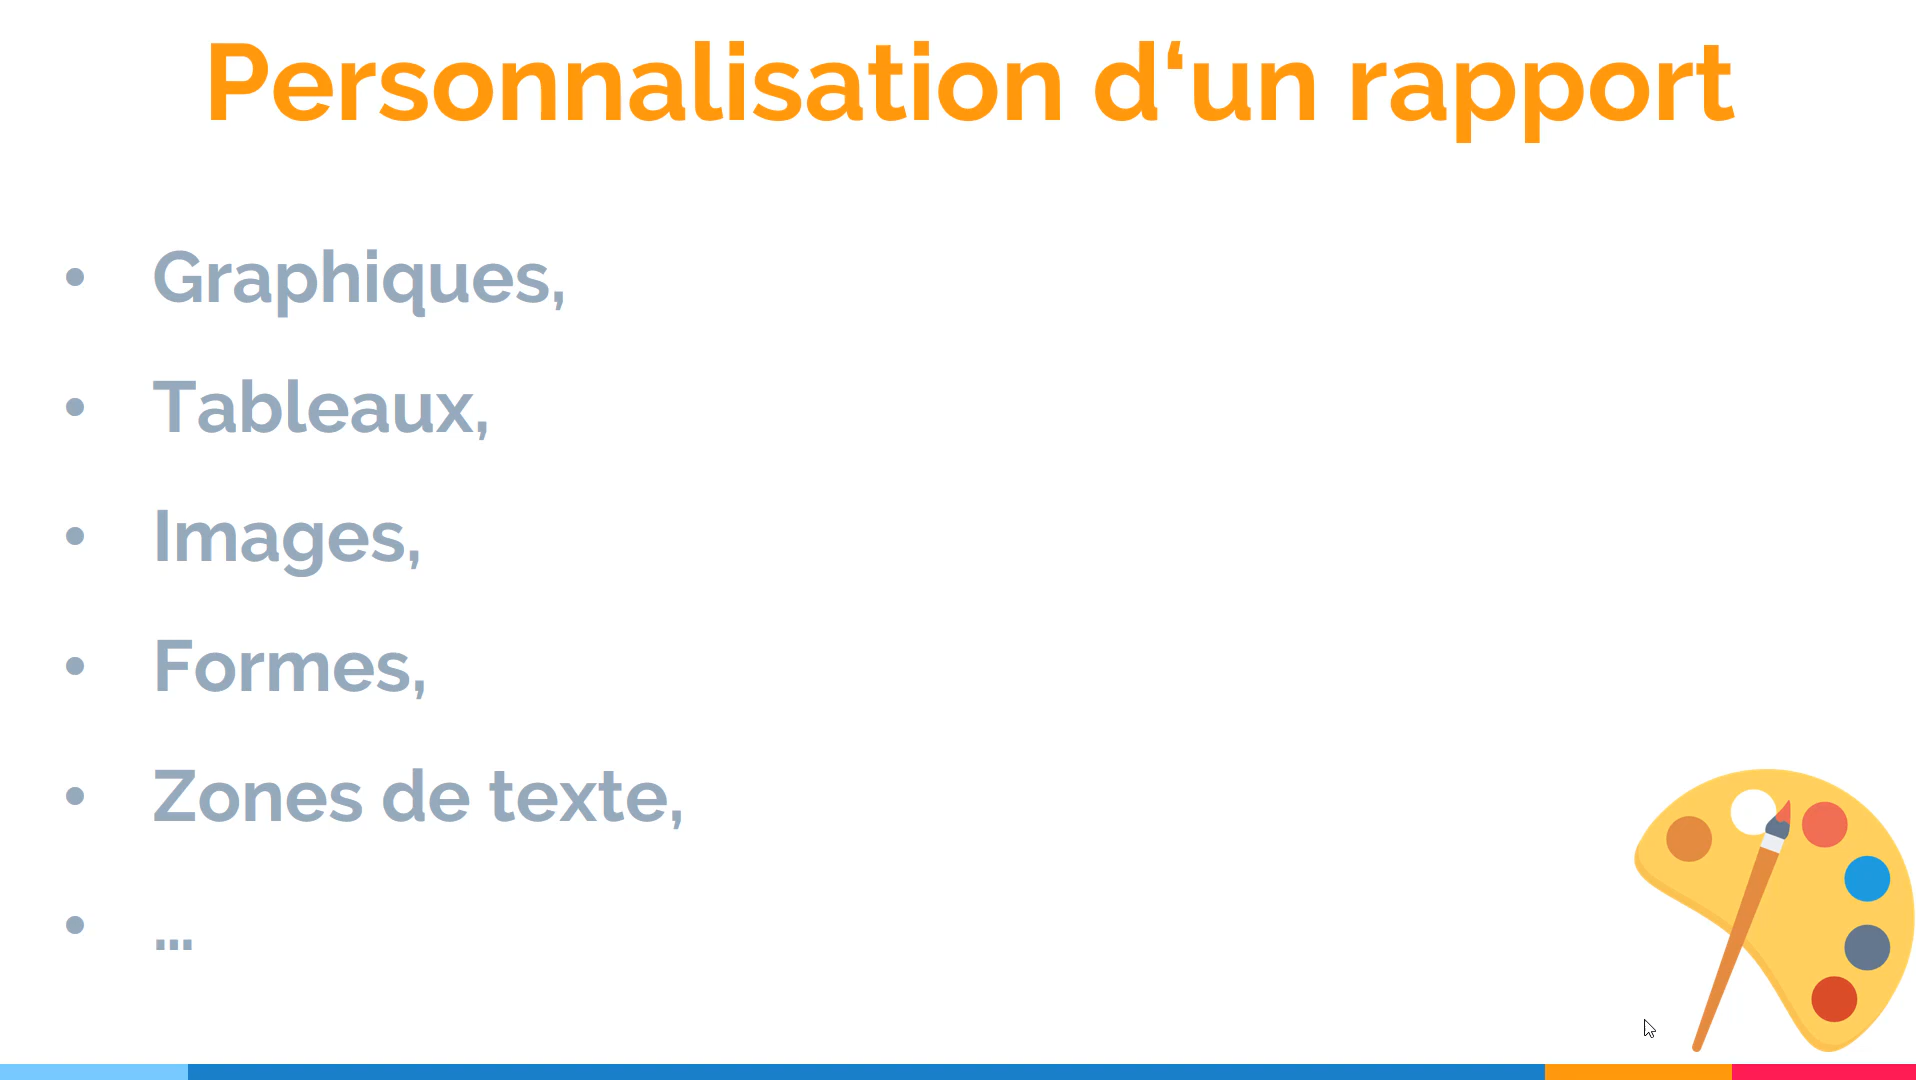 Personnalisation d‘un rapport
• Graphiques,
• Tableaux,
• Images,
• Formes,
• Zones de texte,
• ...